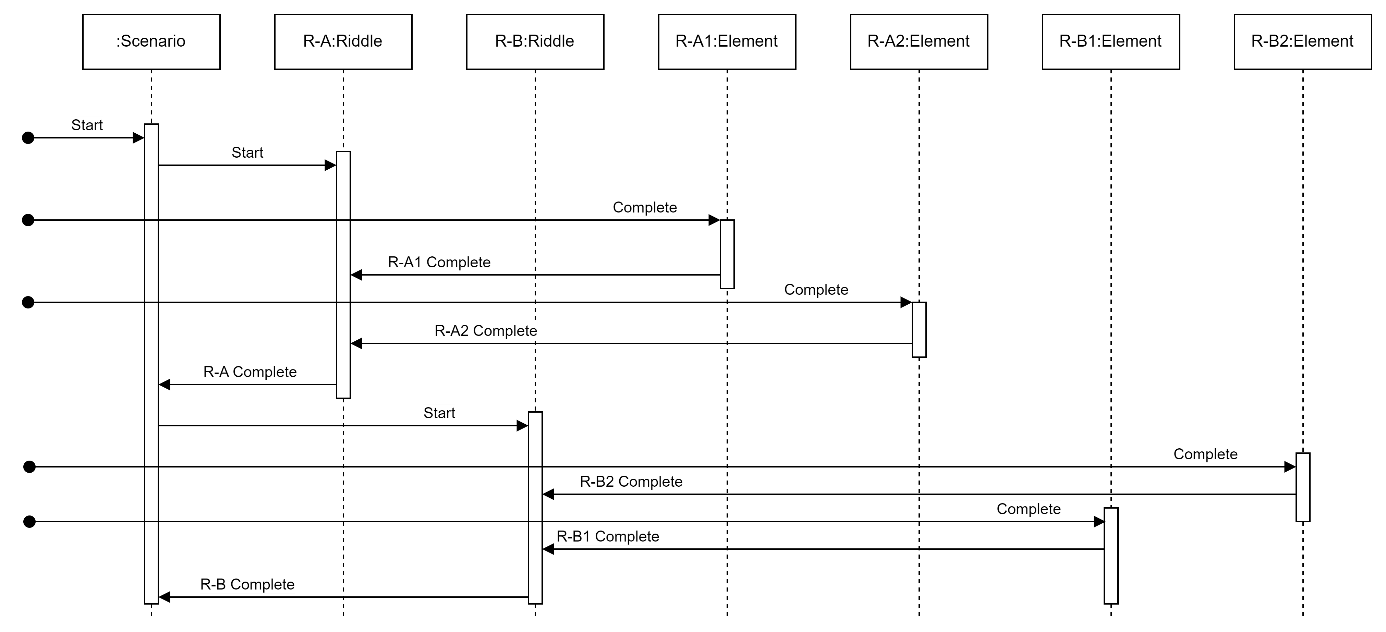 :Scenario
R-A:Riddle
R-B:Riddle
R-A1:Element
R-A2:Element
R-B1:Element
R-B2:Element
Start
Start
Complete
R-A1 Complete
Complete
R-A2 Complete
R-A Complete
Start
Complete
R-B2 Complete
Complete
R-B1 Complete
R-B Complete